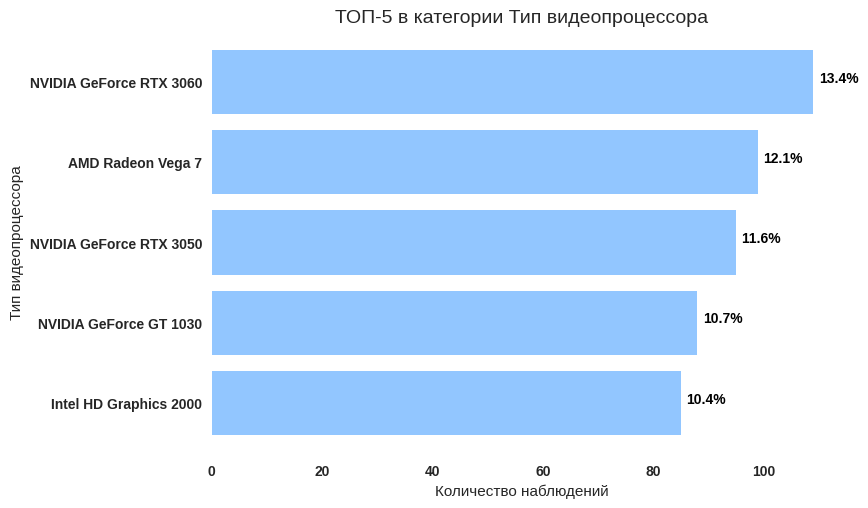 ТОП-5 в категории Тип видеопроцессора
Тип видеопроцессора
NVIDIA GeForce RTX 3060
13.4%
AMD Radeon Vega 7
12.1%
NVIDIA GeForce RTX 3050
11.6%
NVIDIA GeForce GT 1030
10.7%
Intel HD Graphics 2000
10.4%
0 20 40 60 80 100
Количество наблюдений